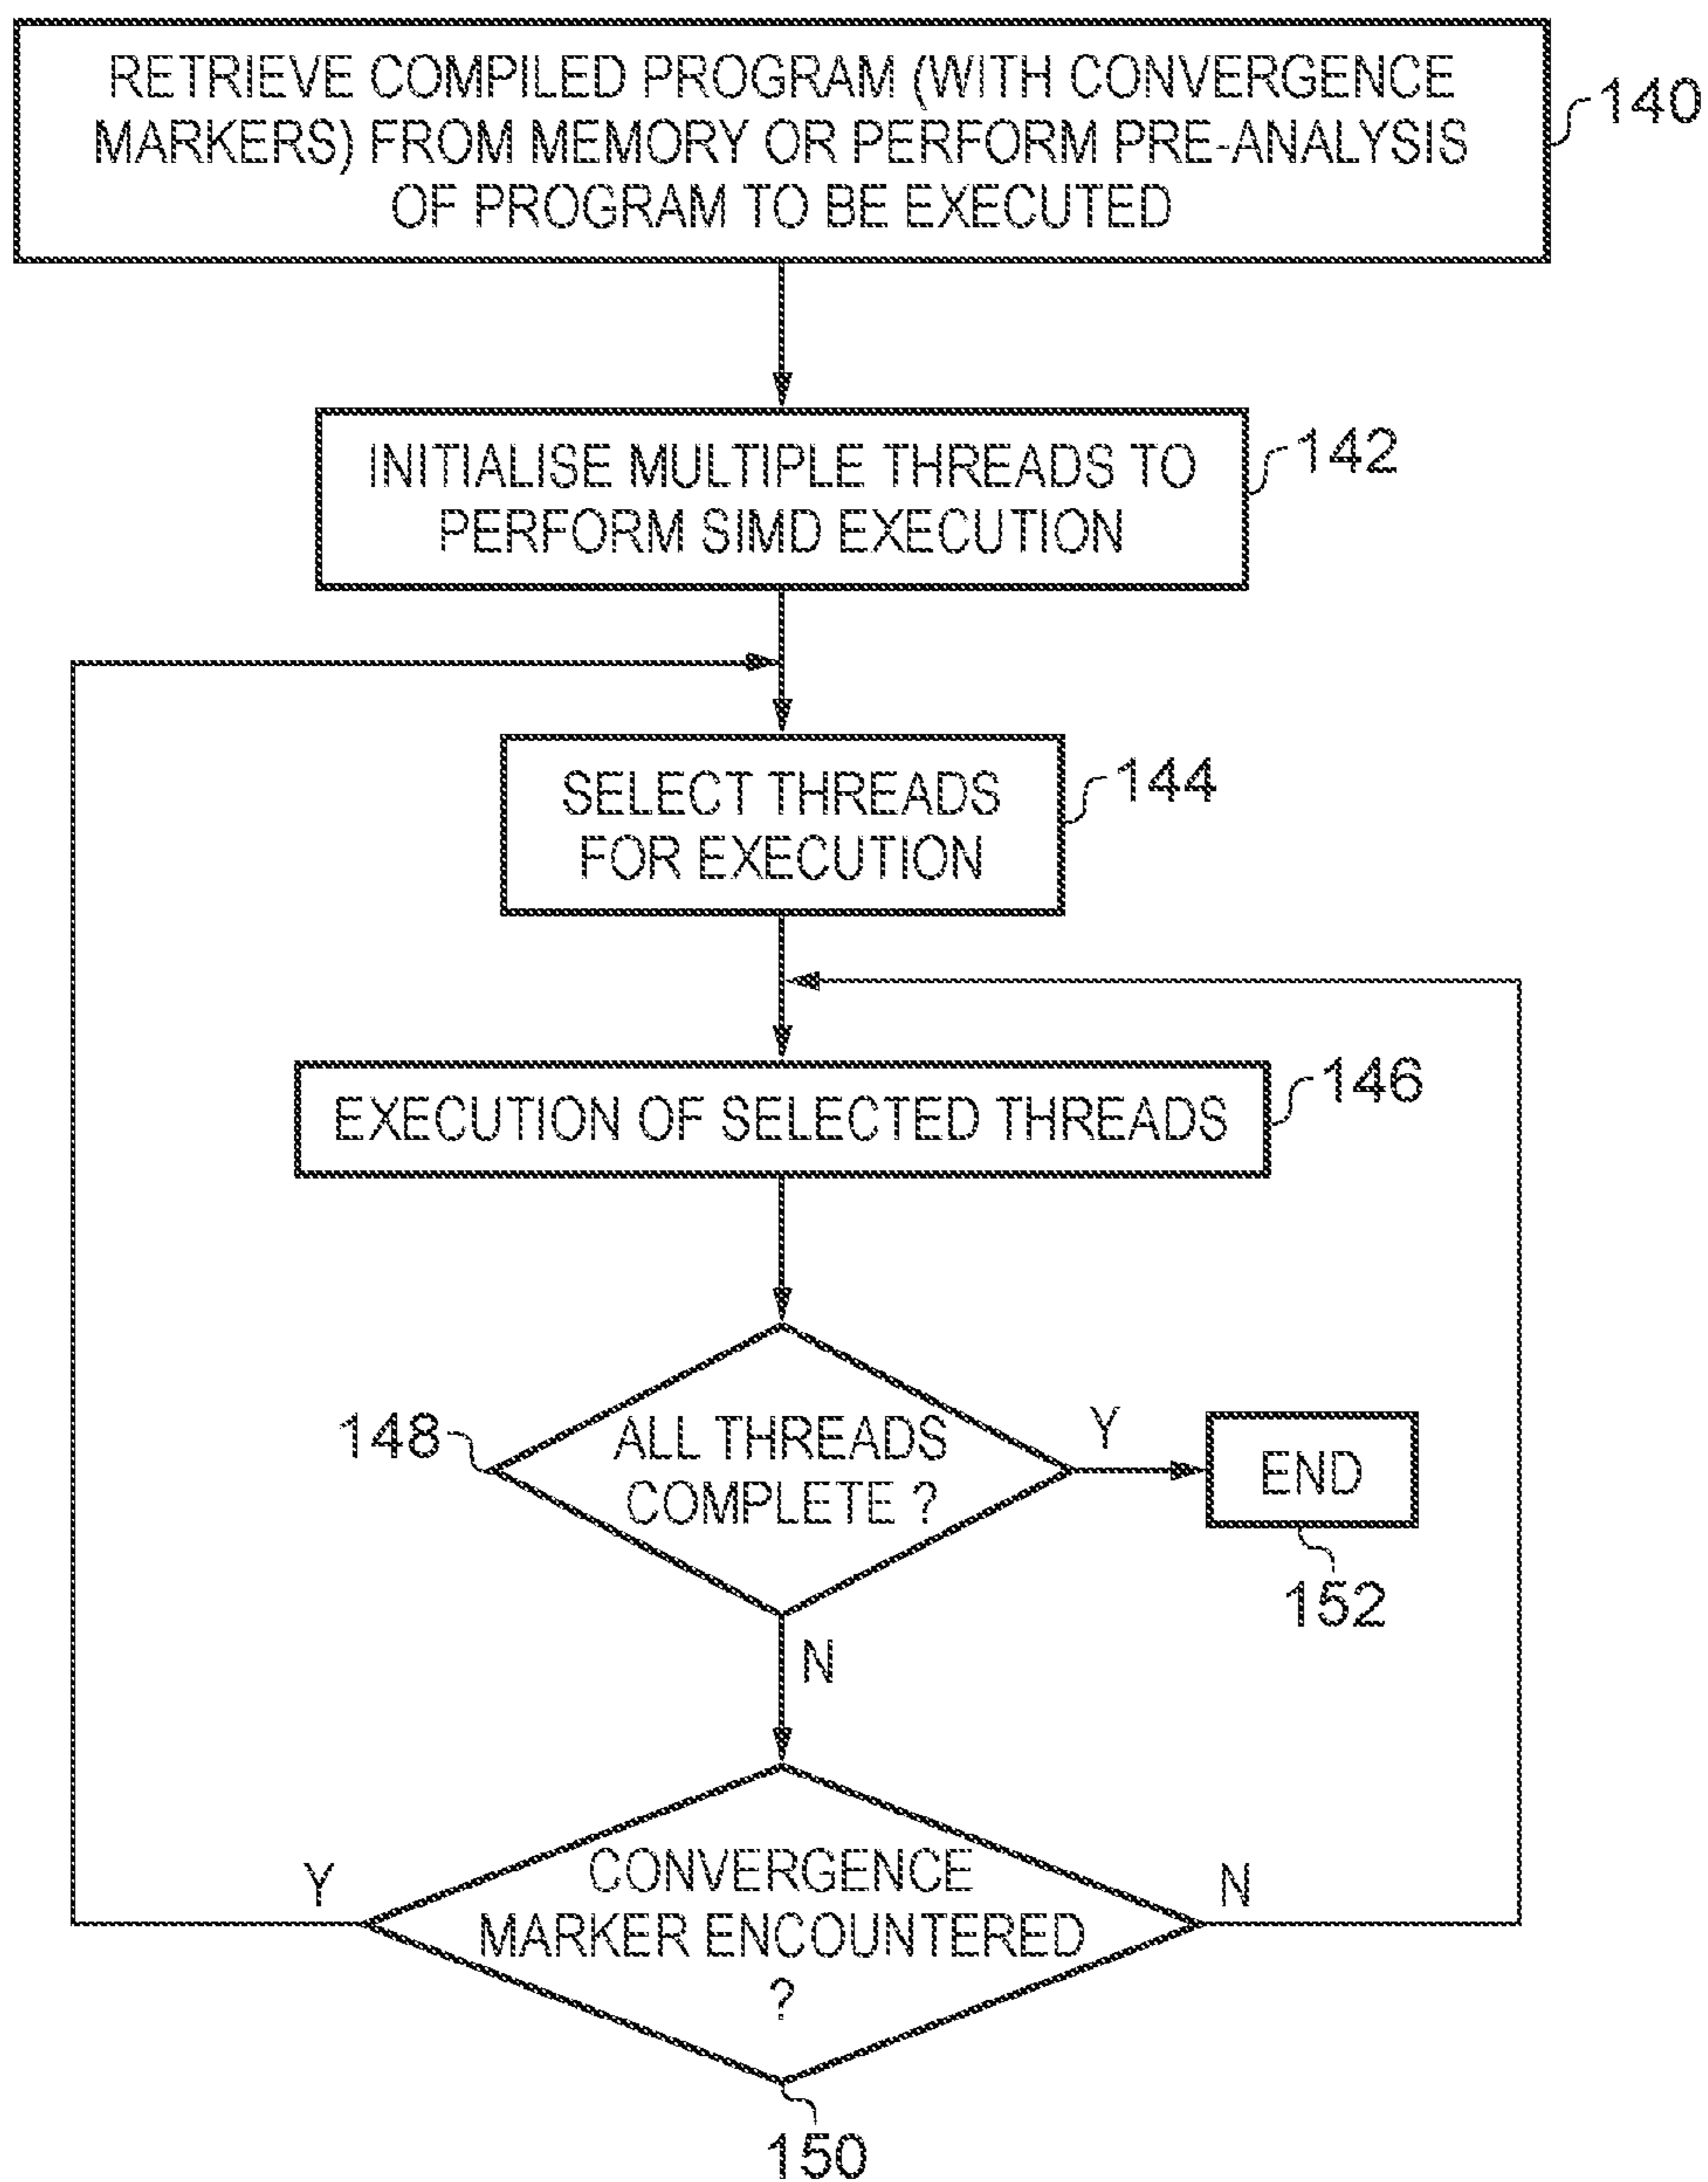 RETRIEVE COMPILED PROGRAM (WITH CONVERGENCE
MARKERS) FROM MEMORY OR PERFORM PRE-ANALYSIS
OF PROGRAM TO BE EXECUTED
140
INITIALISE MULTIPLE THREADS TO
PERFORM SIMD EXECUTION
142
SELECT THREADS
FOR EXECUTION
144
EXECUTION OF SELECTED THREADS
146
148
ALL THREADS
COMPLETE ?
Y
END
152
N
Y
CONVERGENCE
MARKER ENCOUNTERED
?
N
150